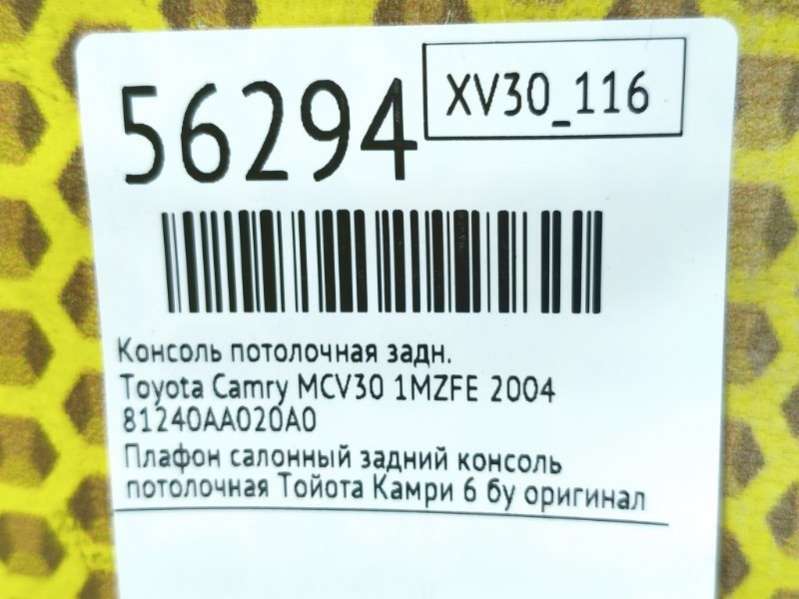 56294
XV30_116
Консоль потолочная задн.
Toyota Camry MCV30 1MZFE 2004
81240AA020A0
Плафон салонный задний консоль
потолочная Тойота Камри 6 бу оригинал